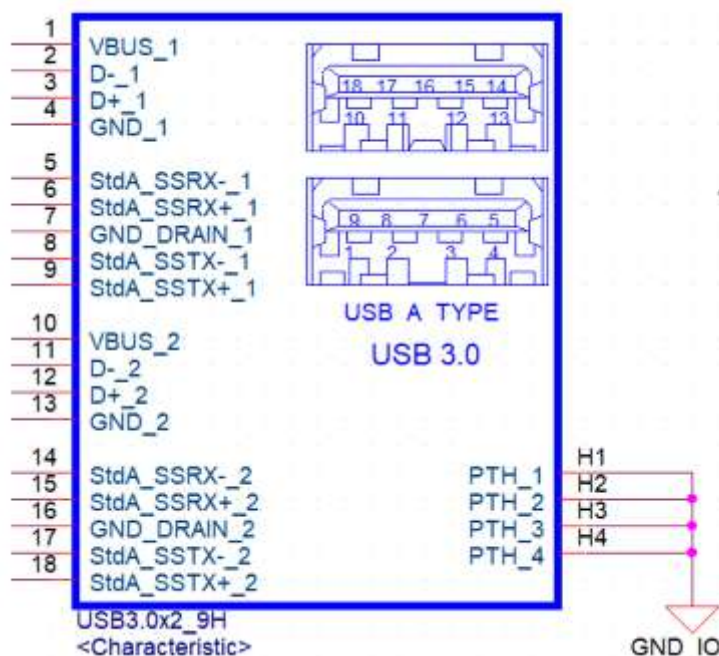 1 VBUS_1
2 D-_1
3 D+_1
4 GND_1
5 StdA_SSRX-_1
6 StdA_SSRX+_1
7 GND_DRAIN_1
8 StdA_SSTX-_1
9 StdA_SSTX+_1
10 VBUS_2
11 D-_2
12 D+_2
13 GND_2
14 StdA_SSRX-_2
15 StdA_SSRX+_2
16 GND_DRAIN_2
17 StdA_SSTX-_2
18 StdA_SSTX+_2
18 17 16 15 14
10 11 12 13
9 8 7 6 5
1 2 3 4
USB A TYPE
USB 3.0
PTH_1 H1
PTH_2 H2
PTH_3 H3
PTH_4 H4
GND_IO
USB3.0x2_9H
<Characteristic>